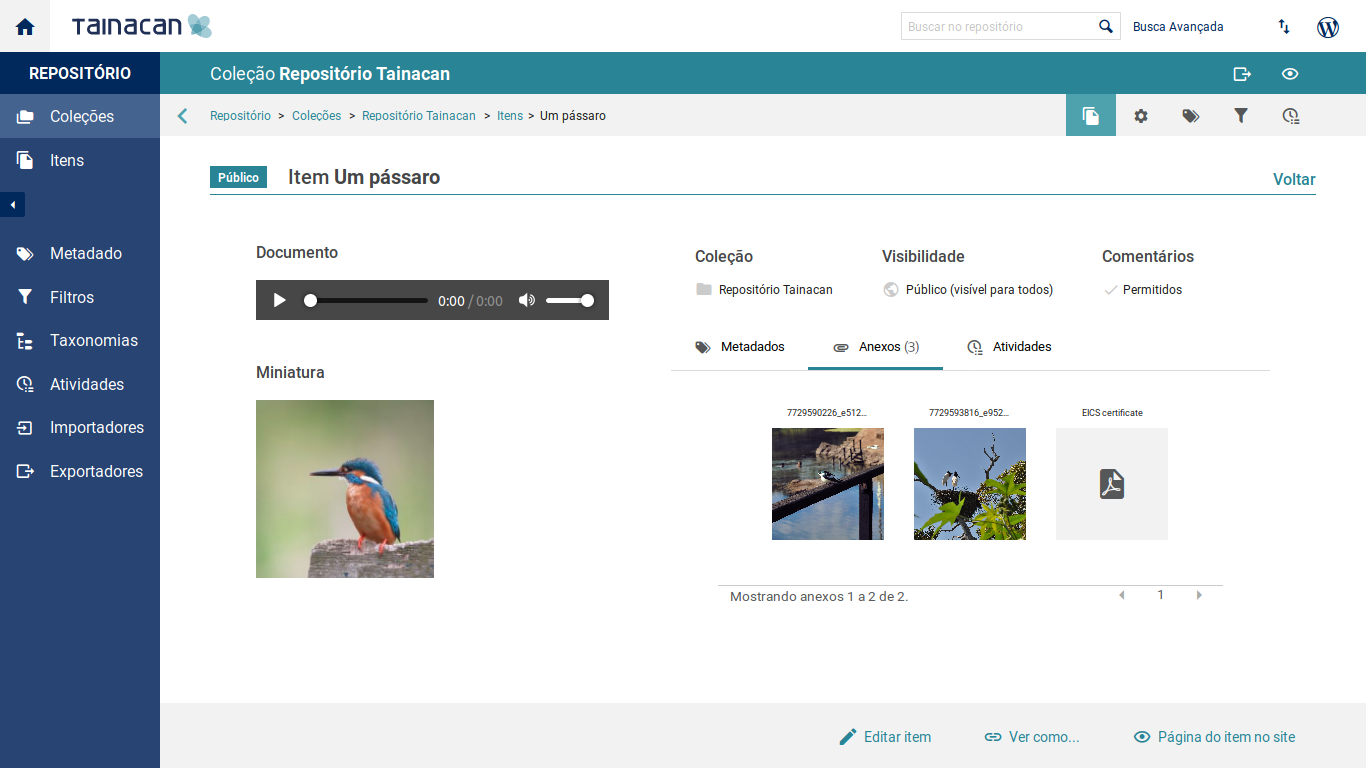 TAINACAN
Buscar no repositório
Busca Avançada
REPOSITÓRIO
Coleção Repositório Tainacan
Coleções
Itens
Metadado
Filtros
Taxonomias
Atividades
Importadores
Exportadores
Repositório > Coleções > Repositório Tainacan > Itens > Um pássaro
Público
Item Um pássaro
Voltar
Documento
0:00 / 0:00
Miniatura
Coleção
Repositório Tainacan
Visibilidade
Público (visível para todos)
Comentários
Permitidos
Metadados
Anexos (3)
Atividades
7729590226_e512...
7729593816_e952...
EICS certificate
Mostrando anexos 1 a 2 de 2.
1
Editar item
Ver como...
Página do item no site